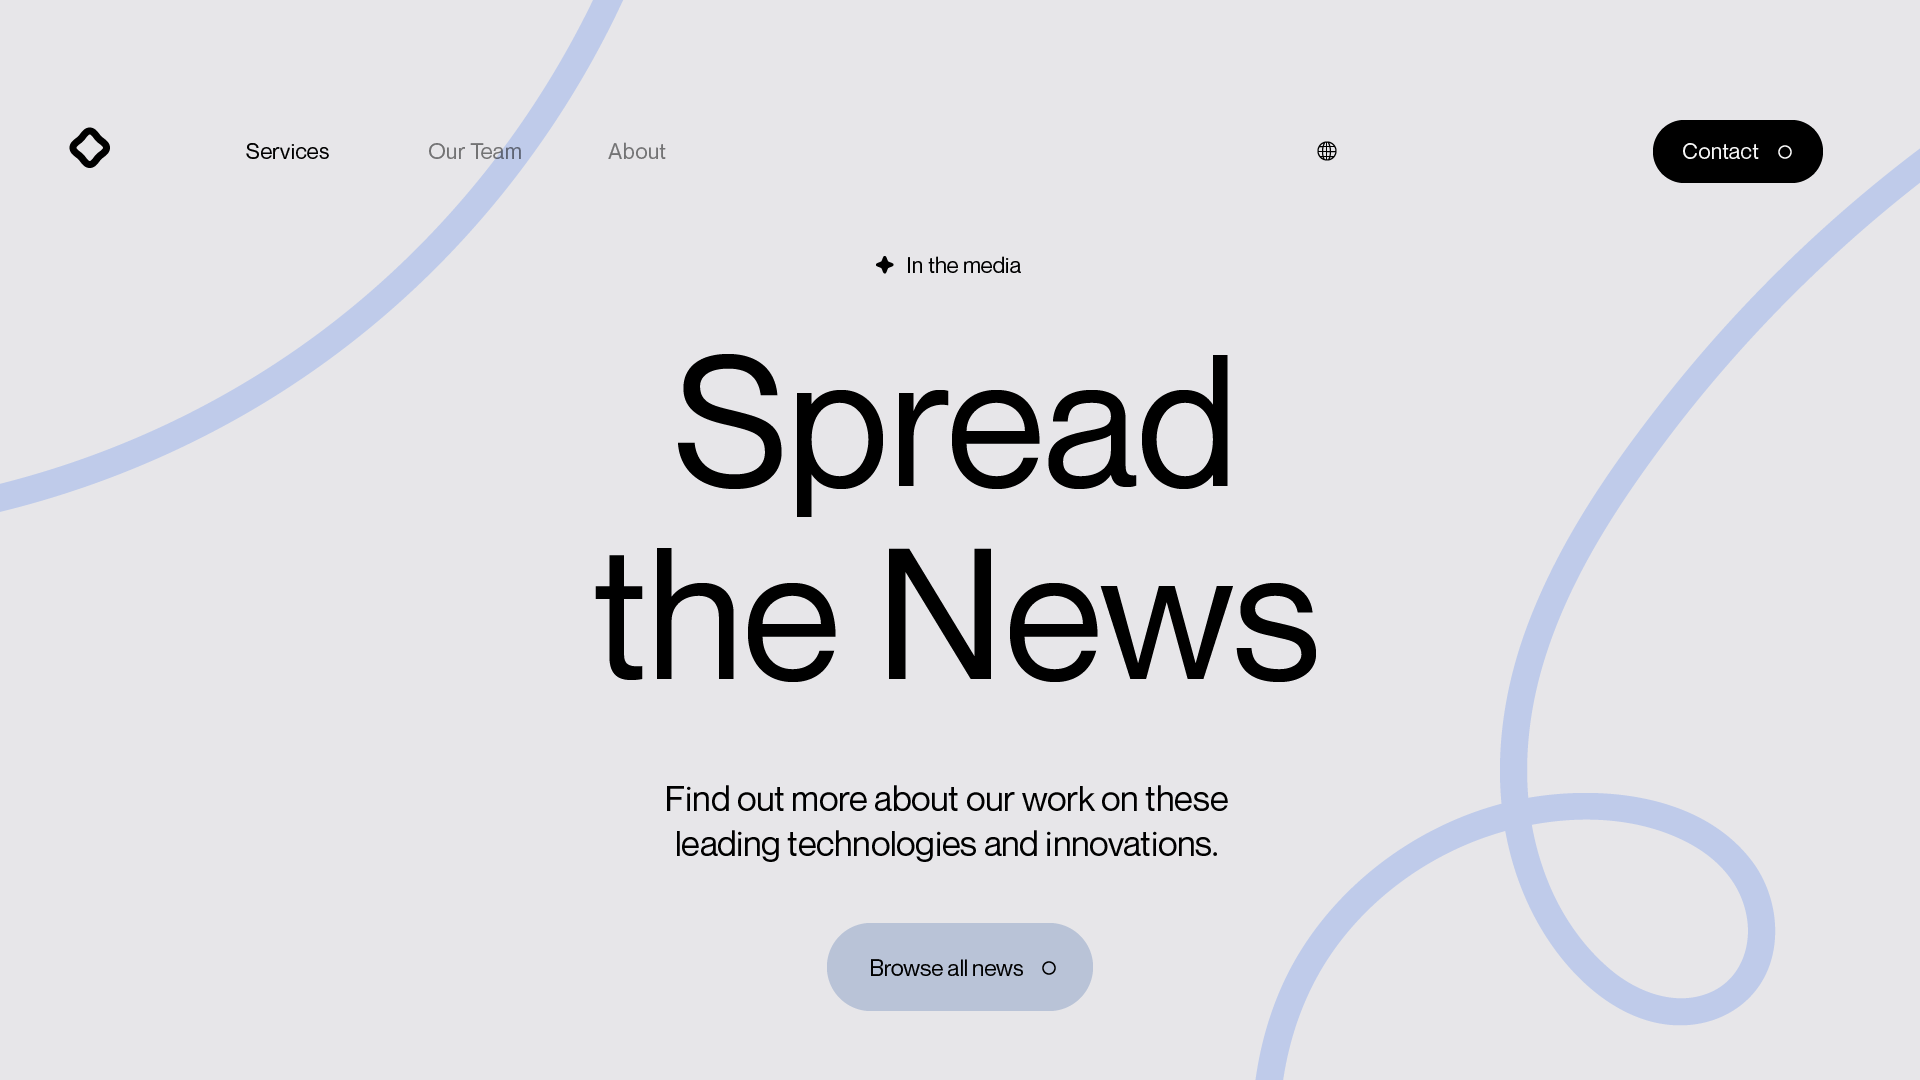 Services
Our Team
About
Contact
In the media
Spread
the News
Find out more about our work on these
leading technologies and innovations.
Browse all news